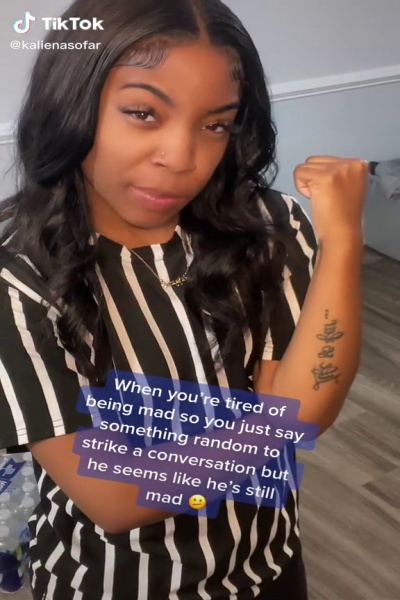 TikTok
@kalienasofar
When you're tired of
being mad so you just say
something random to
strike a conversation but
he seems like he's still
mad 😕